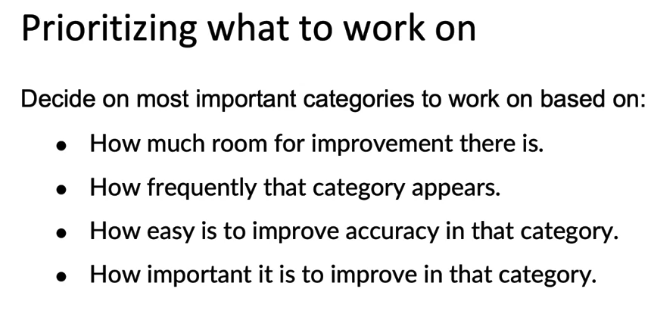 Prioritizing what to work on
Decide on most important categories to work on based on:
● How much room for improvement there is.
● How frequently that category appears.
● How easy is to improve accuracy in that category.
● How important it is to improve in that category.